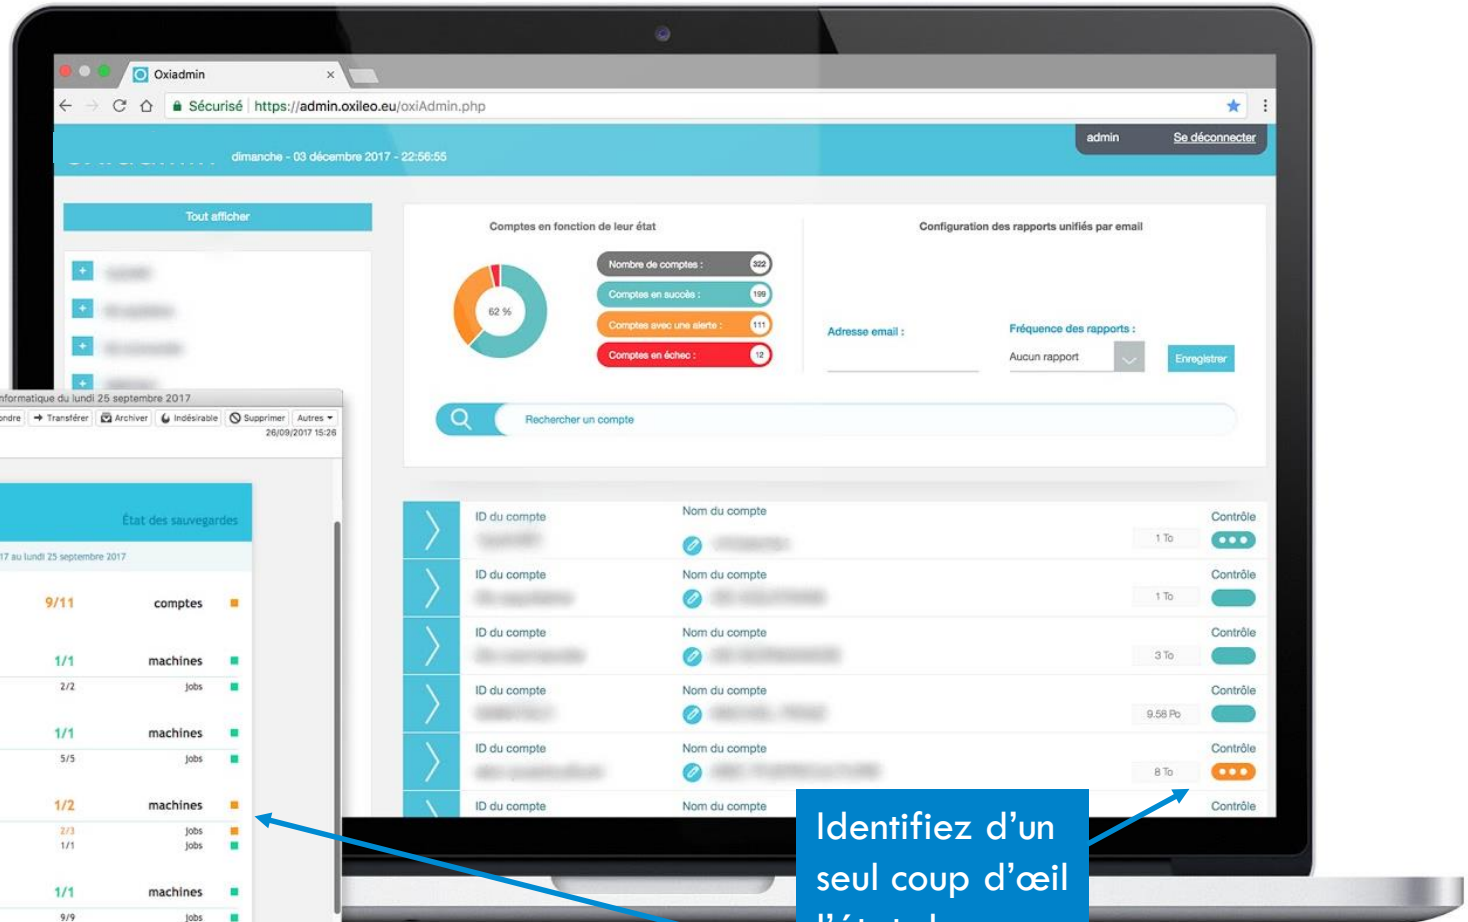 Oxiadmin
Sécurisé https://admin.oxileo.eu/oxiAdmin.php
dimanche - 03 décembre 2017 - 22:56:55
admin Se déconnecter
Tout afficher
Comptes en fonction de leur état
62 %
Nombre de comptes : 322
Comptes en succès : 199
Comptes avec une alerte : 111
Comptes en échec : 12
Configuration des rapports unifiés par email
Adresse email :
Fréquence des rapports :
Aucun rapport
Enregistrer
Rechercher un compte
ID du compte Nom du compte Contrôle
1 To
ID du compte Nom du compte Contrôle
1 To
ID du compte Nom du compte Contrôle
3 To
ID du compte Nom du compte Contrôle
9.58 Po
ID du compte Nom du compte Contrôle
8 To
ID du compte Nom du compte Contrôle
nformatique du lundi 25 septembre 2017
ondre Transférer Archiver Indésirable Supprimer Autres
26/09/2017 15:26
État des sauvegardes
17 au lundi 25 septembre 2017
9/11 comptes
1/1 machines
2/2 jobs
1/1 machines
5/5 jobs
1/2 machines
2/3 jobs
1/1 jobs
1/1 machines
9/9 jobs
Identifiez d'un
seul coup d'œil